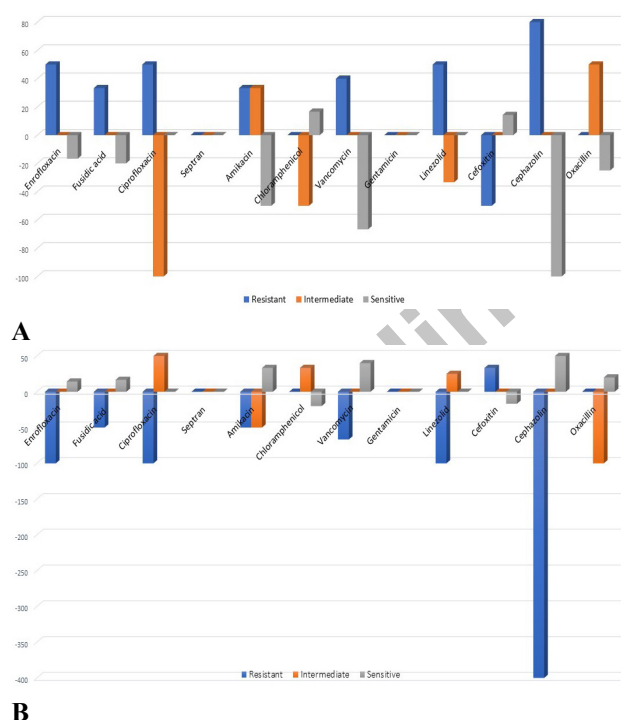 80
60
40
20
0
-20
-40
-60
-80
-100
Enrofloxacin
Fusidic acid
Ciprofloxacin
Septran
Amikacin
Chloramphenicol
Vancomycin
Gentamicin
Linezolid
Cefoxitin
Cephazolin
Oxacillin
Resistant Intermediate Sensitive
A
50
0
-50
-100
-150
-200
-250
-300
-350
-400
Enrofloxacin
Fusidic acid
Ciprofloxacin
Septran
Amikacin
Chloramphenicol
Vancomycin
Gentamicin
Linezolid
Cefoxitin
Cephazolin
Oxacillin
Resistant Intermediate Sensitive
B